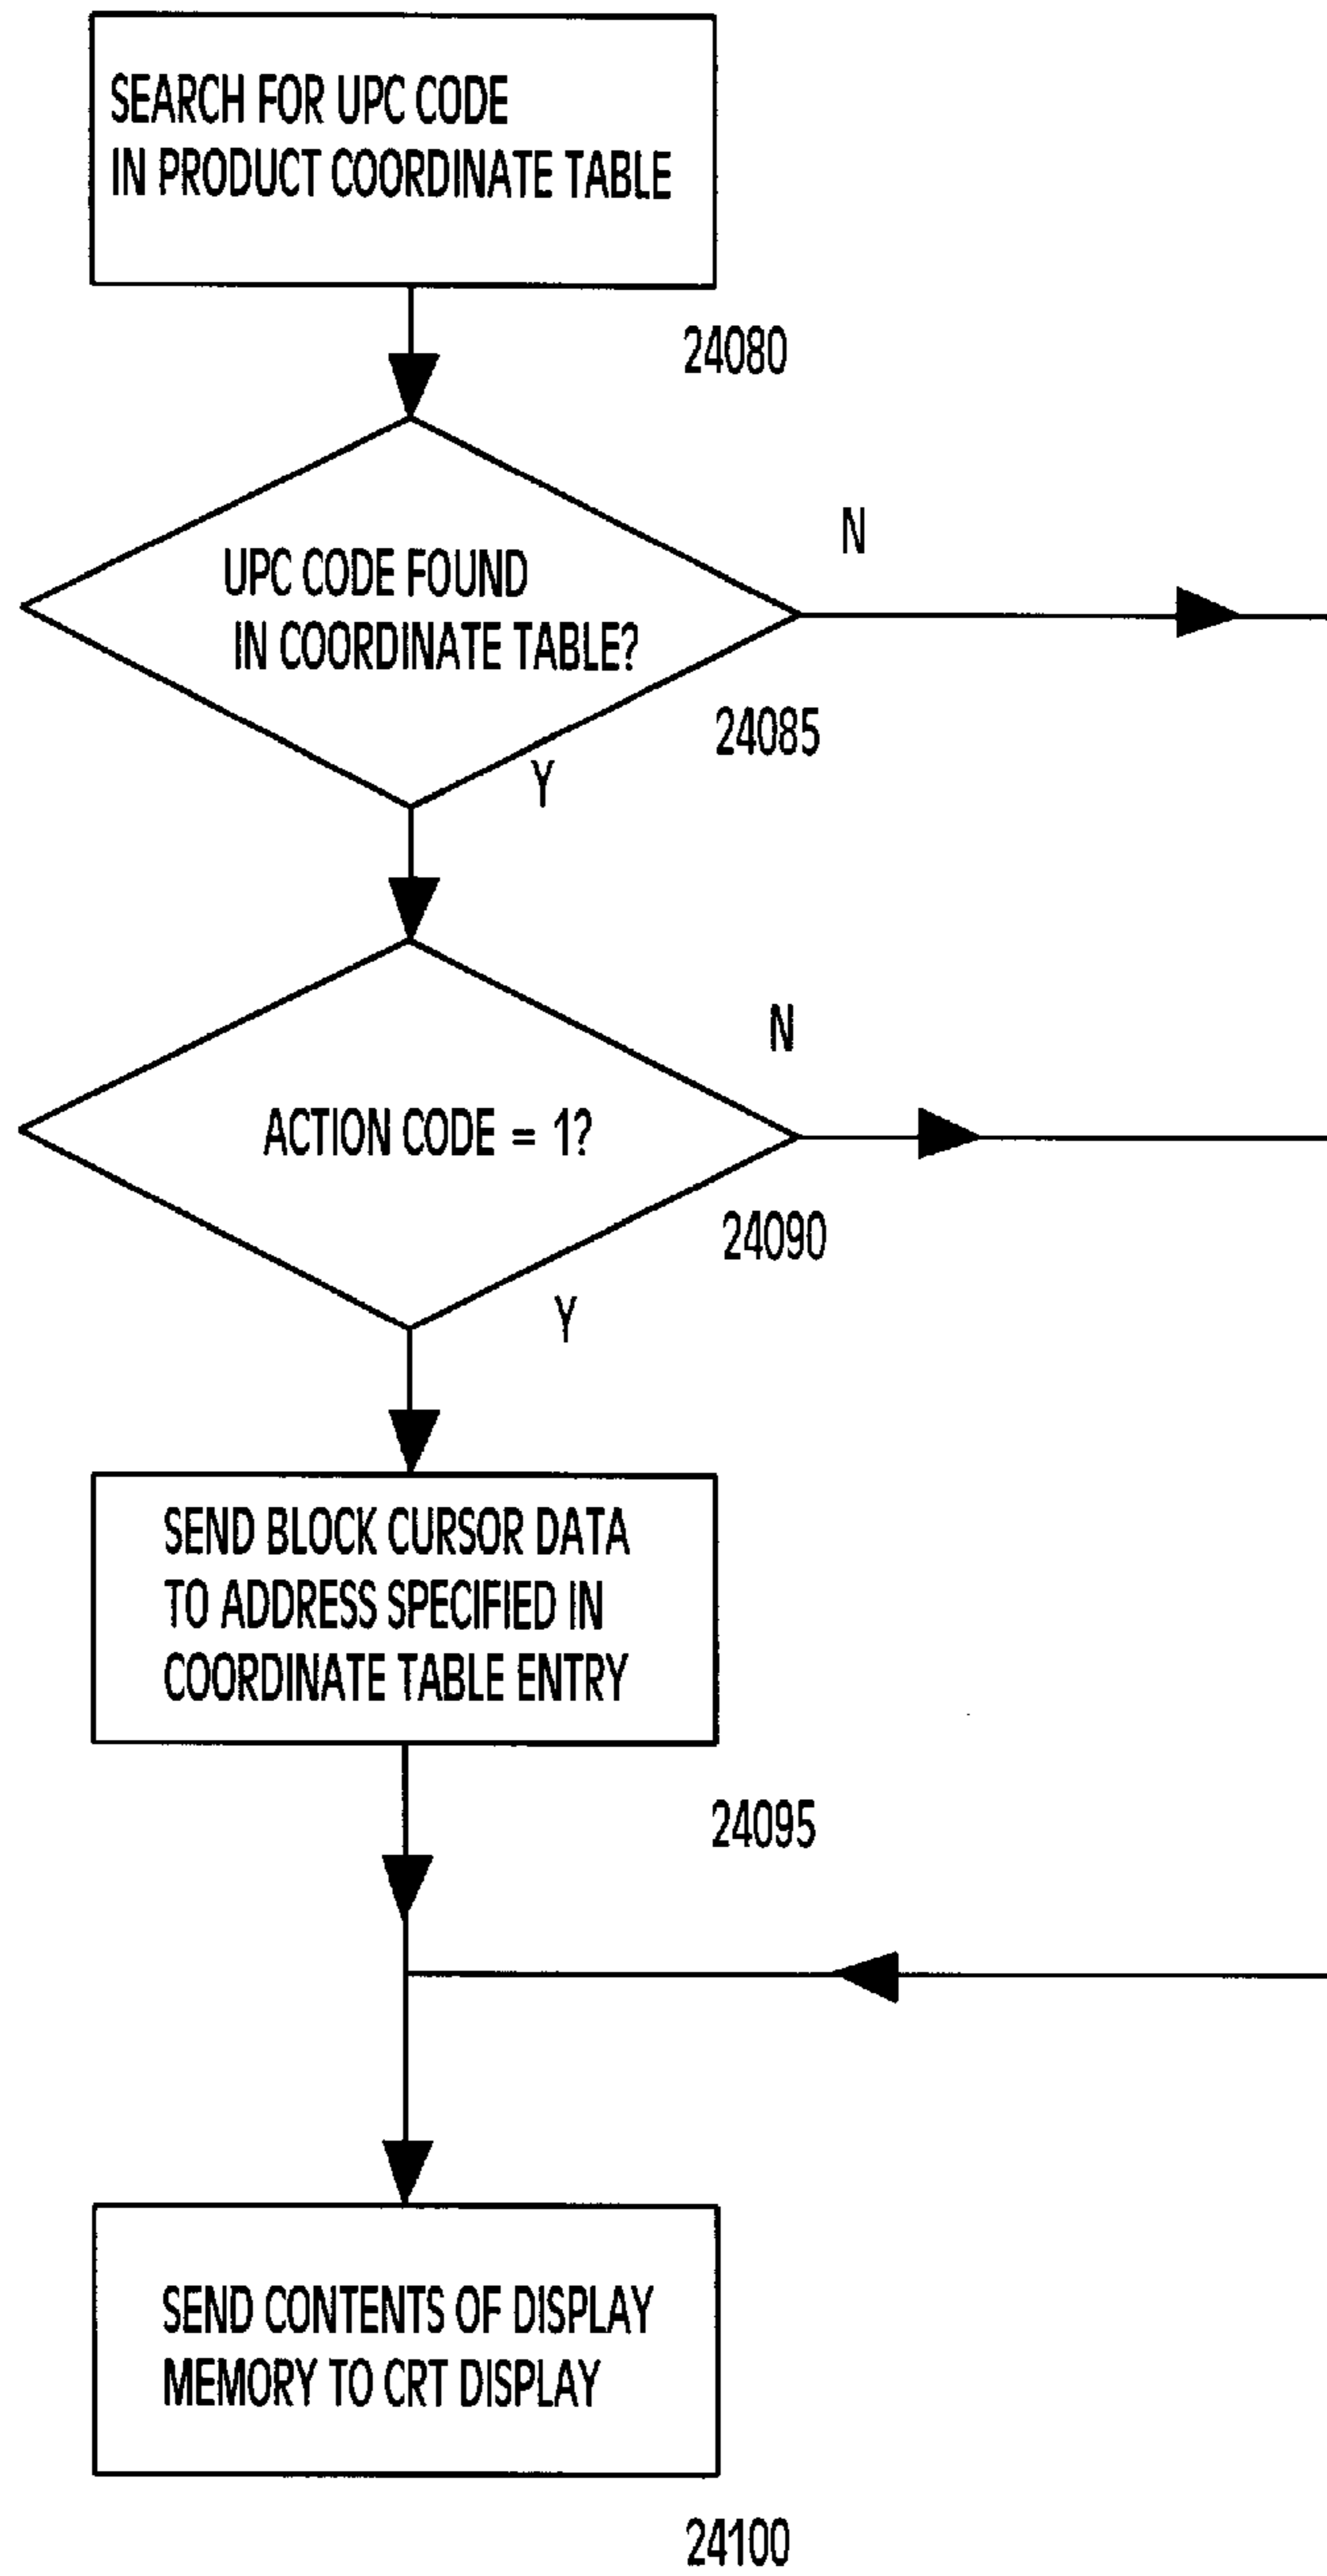 SEARCH FOR UPC CODE
IN PRODUCT COORDINATE TABLE
24080
UPC CODE FOUND
IN COORDINATE TABLE?
N
24085
Y
ACTION CODE = 1?
N
24090
Y
SEND BLOCK CURSOR DATA
TO ADDRESS SPECIFIED IN
COORDINATE TABLE ENTRY
24095
SEND CONTENTS OF DISPLAY
MEMORY TO CRT DISPLAY
24100